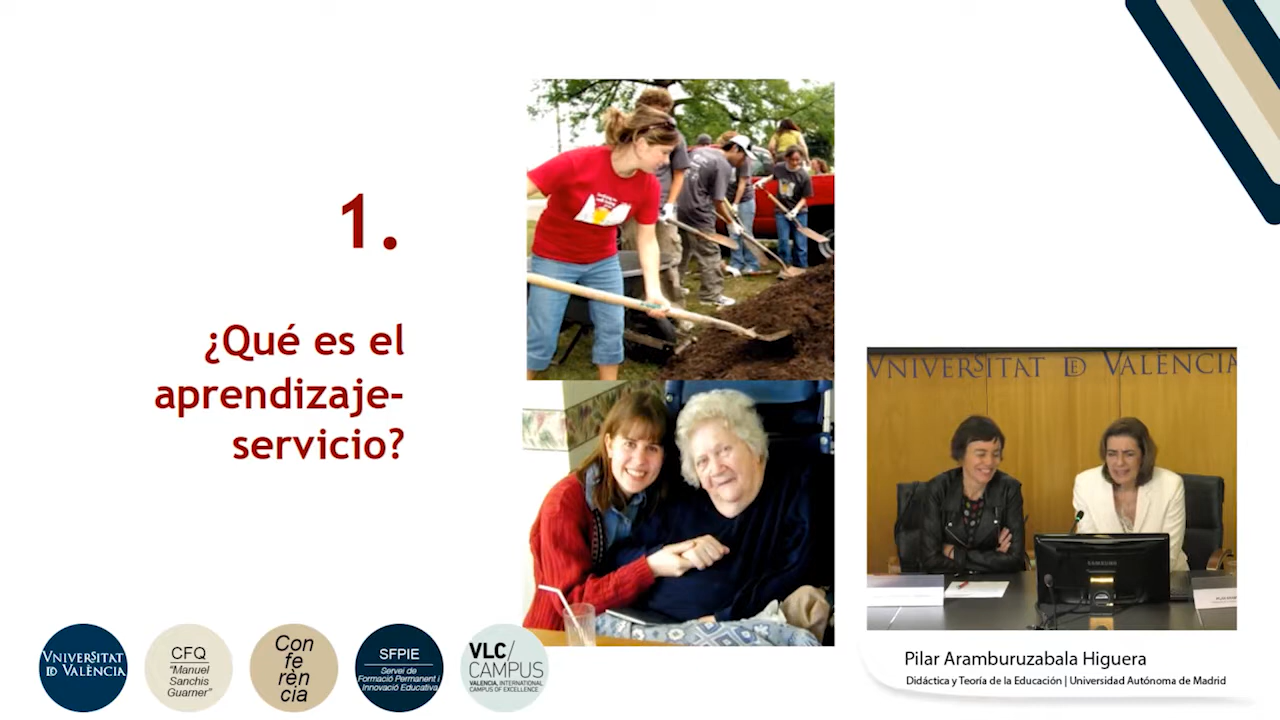 1.
¿Qué es el
aprendizaje-
servicio?
VNIVERSITAT DE VALÈNCIA
SAMSUNG
VNIVERSITAT
DE VALÈNCIA
CFQ
"Manuel
Sanchis
Guarner"
Con
fe
rèn
cia
SFPIE
Servei de
Formació Permanent i
Innovació Educativa
VLC/
CAMPUS
VALENCIA, INTERNATIONAL
CAMPUS OF EXCELLENCE
Pilar Aramburuzabala Higuera
Didáctica y Teoría de la Educación | Universidad Autónoma de Madrid